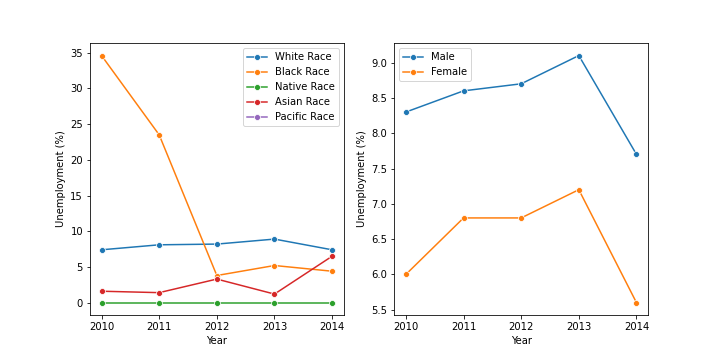 White Race
Black Race
Native Race
Asian Race
Pacific Race
35
30
25
20
15
10
5
0
Unemployment (%)
2010 2011 2012 2013 2014
Year
Male
Female
9.0
8.5
8.0
7.5
7.0
6.5
6.0
5.5
Unemployment (%)
2010 2011 2012 2013 2014
Year